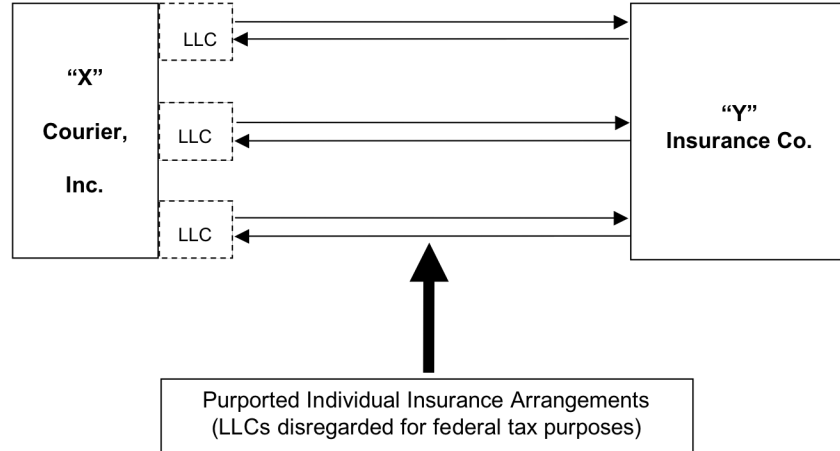 “X”
Courier,
Inc.
LLC
LLC
LLC
“Y”
Insurance Co.
Purported Individual Insurance Arrangements
(LLCs disregarded for federal tax purposes)